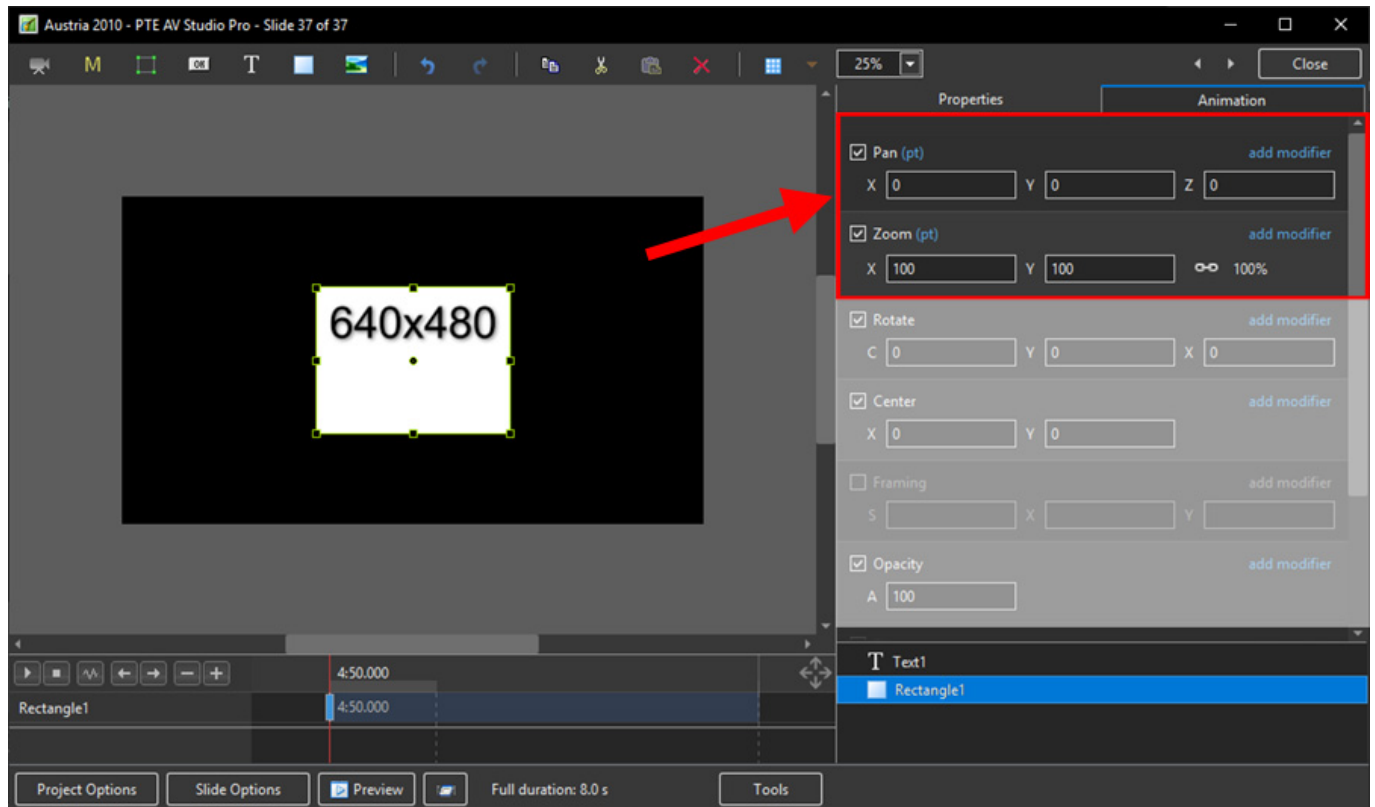 Austria 2010 - PTE AV Studio Pro - Slide 37 of 37
M OK T 25% Close
Properties Animation
Pan (pt) add modifier
X 0 Y 0 Z 0
Zoom (pt) add modifier
X 100 Y 100 100%
640x480
Rotate add modifier
C 0 Y 0 X 0
Center add modifier
X 0 Y 0
Framing add modifier
S X Y
Opacity add modifier
A 100
4:50.000
Rectangle1 4:50.000
T Text1
Rectangle1
Project Options Slide Options Preview Full duration: 8.0 s Tools